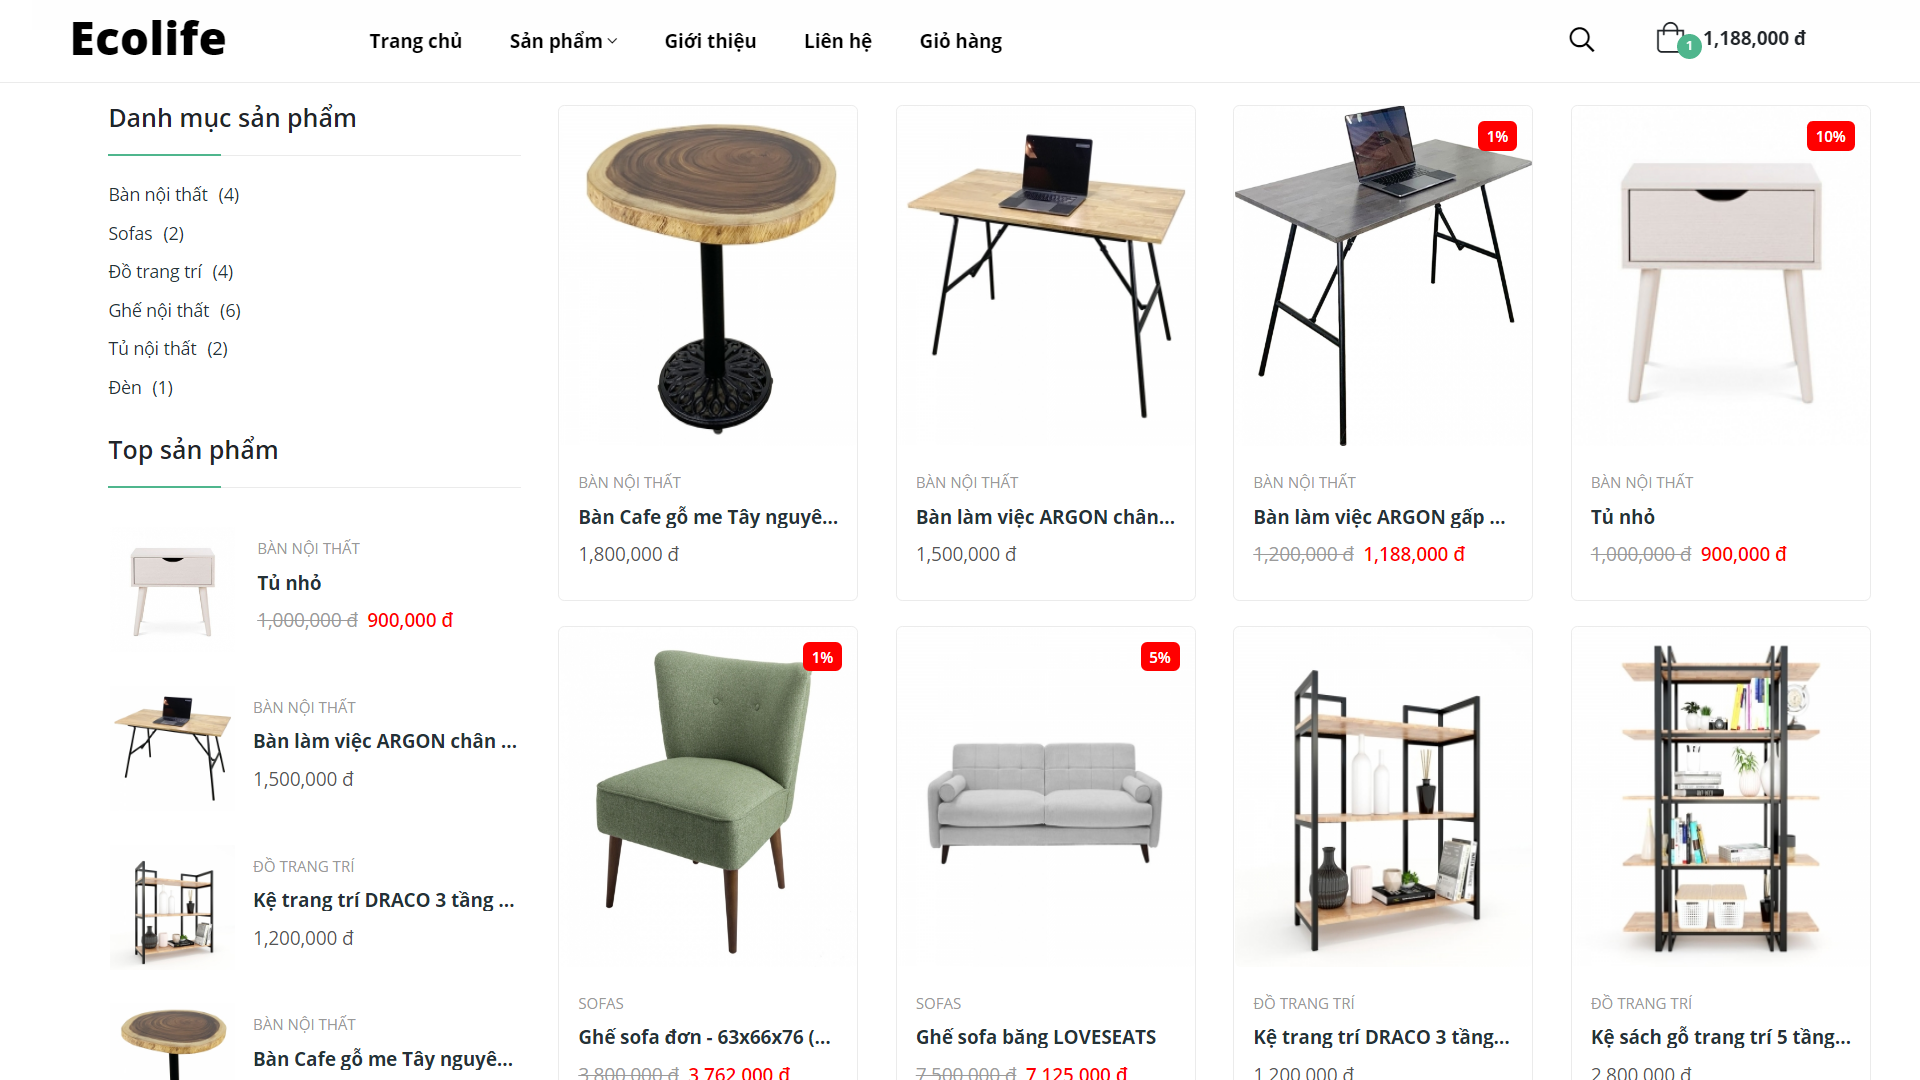 Ecolife
Trang chủ
Sản phẩm
Giới thiệu
Liên hệ
Giỏ hàng
1
1,188,000 đ
Danh mục sản phẩm
Bàn nội thất (4)
Sofas (2)
Đồ trang trí (4)
Ghế nội thất (6)
Tủ nội thất (2)
Đèn (1)
Top sản phẩm
BÀN NỘI THẤT
Tủ nhỏ
1,000,000 đ 900,000 đ
BÀN NỘI THẤT
Bàn làm việc ARGON chân ...
1,500,000 đ
ĐỒ TRANG TRÍ
Kệ trang trí DRACO 3 tầng ...
1,200,000 đ
BÀN NỘI THẤT
Bàn Cafe gỗ me Tây nguyê...
BÀN NỘI THẤT
Bàn Cafe gỗ me Tây nguyê...
1,800,000 đ
BÀN NỘI THẤT
Bàn làm việc ARGON chân...
1,500,000 đ
1%
BÀN NỘI THẤT
Bàn làm việc ARGON gấp ...
1,200,000 đ 1,188,000 đ
10%
BÀN NỘI THẤT
Tủ nhỏ
1,000,000 đ 900,000 đ
1%
SOFAS
Ghế sofa đơn - 63x66x76 (...
3,800,000 đ 3,762,000 đ
5%
SOFAS
Ghế sofa băng LOVESEATS
7,500,000 đ 7,125,000 đ
ĐỒ TRANG TRÍ
Kệ trang trí DRACO 3 tầng...
1,200,000 đ
ĐỒ TRANG TRÍ
Kệ sách gỗ trang trí 5 tầng...
2,800,000 đ